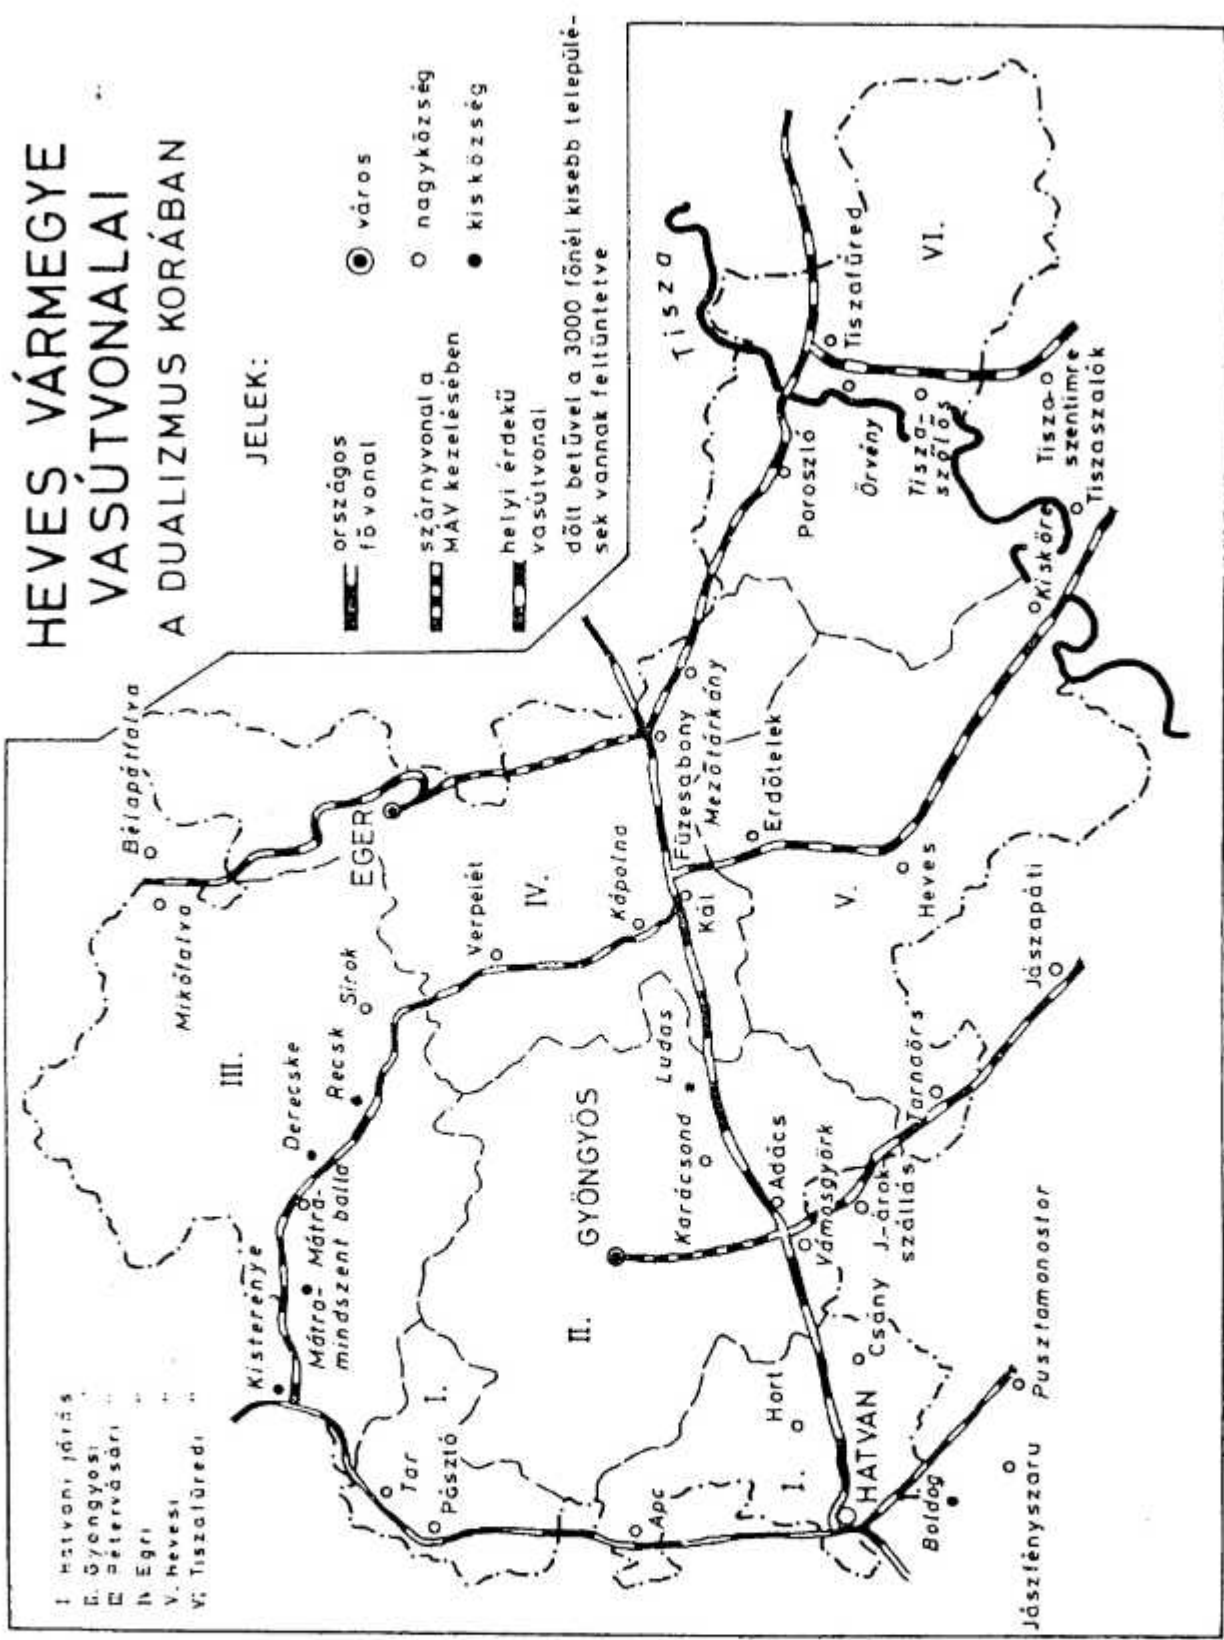 HEVES VÁRMEGYE
VASÚTVONALAI
A DUALIZMUS KORÁBAN
JELEK:
országos
fővonal
szárnyvonal a
MÁV kezelésében
helyi érdekű
vasútvonal
város
nagyközség
kisközség
dőlt betűvel a 3000 főnél kisebb települé-
sek vannak feltüntetve
I Hatvani járás "
II. Gyöngyösi "
III Pétervásári "
IV Egri "
V. Hevesi "
VI. Tiszafüredi "
Bélapátfalva
Mikófalva
EGER
III.
Sirok
Recsk
Derecske
Mátra-
balla
Mátra-
mindszent
Kisterenye
Verpelét
IV.
Kápolna
Füzesabony
Mezőtárkány
Kál
Erdőtelek
V.
Heves
Ludas
Karácsond
GYÖNGYÖS
II.
Adács
Vámosgyörk
J.-árok-
szállás
Tarnaörs
Jászapáti
Csány
Hort
I.
Tar
Pásztó
Apc
I.
HATVAN
I.
Boldog
Pusztamonostor
Jászfényszaru
Tisza
Poroszló
Tiszafüred
VI.
Örvény
Tisza-
szőlős
Tisza-
szentimre
Tiszaszalók
Kisköre